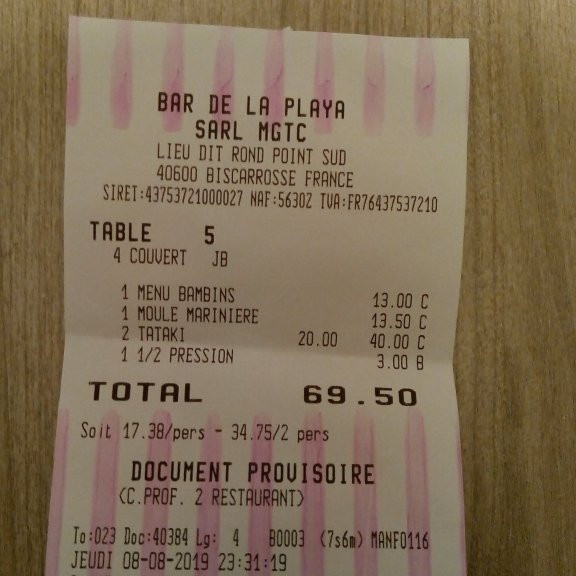 BAR DE LA PLAYA
SARL MGTC
LIEU DIT ROND POINT SUD
40600 BISCARROSSE FRANCE
SIRET:43753721000027 NAF:5630Z TVA:FR76437537210
TABLE 5
4 COUVERT JB
1 MENU BAMBINS 13.00 C
1 MOULE MARINIERE 13.50 C
2 TATAKI 20.00 40.00 C
1 1/2 PRESSION 3.00 B
TOTAL 69.50
Soit 17.38/pers - 34.75/2 pers
DOCUMENT PROVISOIRE
(C.PROF. 2 RESTAURANT)
To:023 Doc:40384 Lg: 4 B0003 (7s6m) MANF0116
JEUDI 08-08-2019 23:31:19